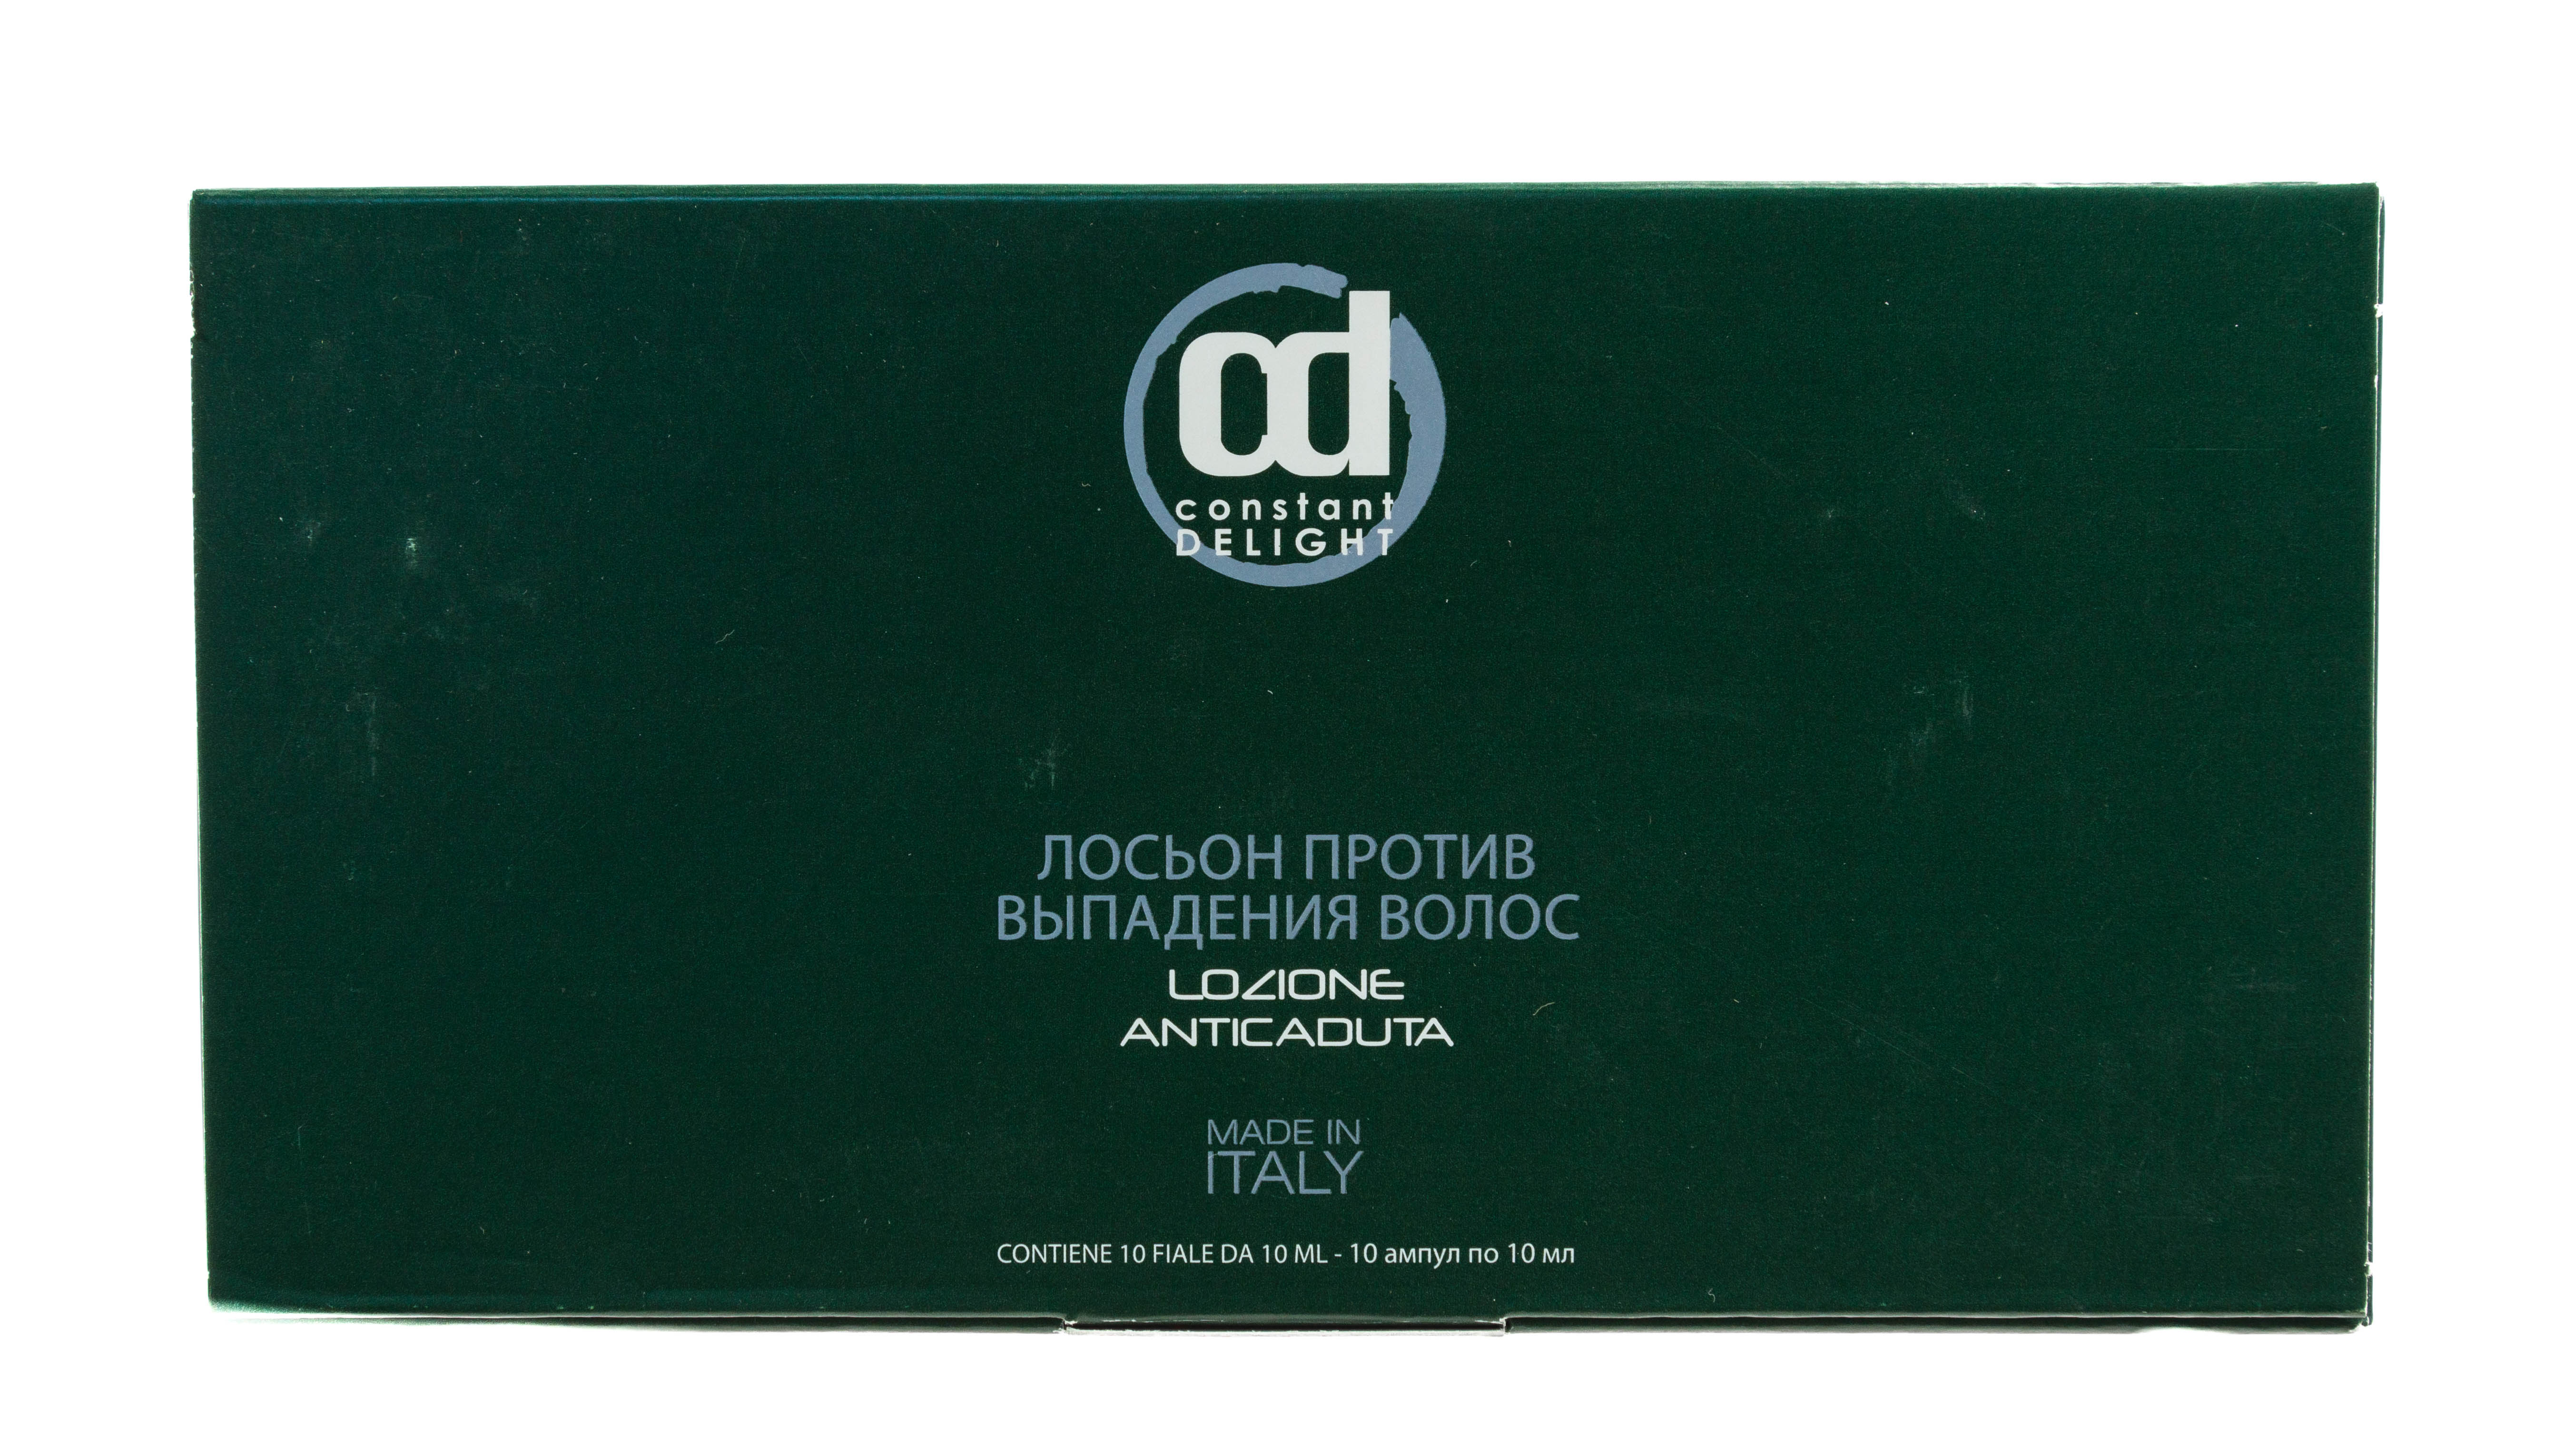 cd
constant
DELIGHT
ЛОСЬОН ПРОТИВ
ВЫПАДЕНИЯ ВОЛОС
LOZIONE
ANTICADUTA
MADE IN
ITALY
CONTIENE 10 FIALE DA 10 ML - 10 ампул по 10 мл